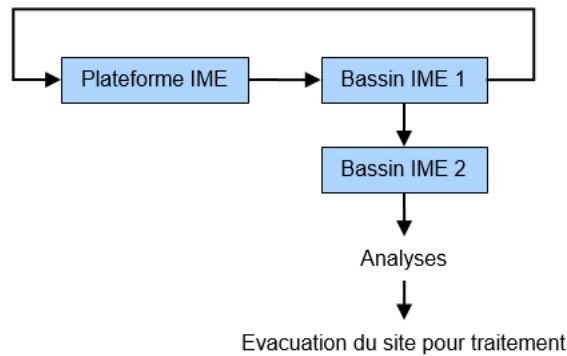 Plateforme IME
Bassin IME 1
Bassin IME 2
Analyses
Evacuation du site pour traitement